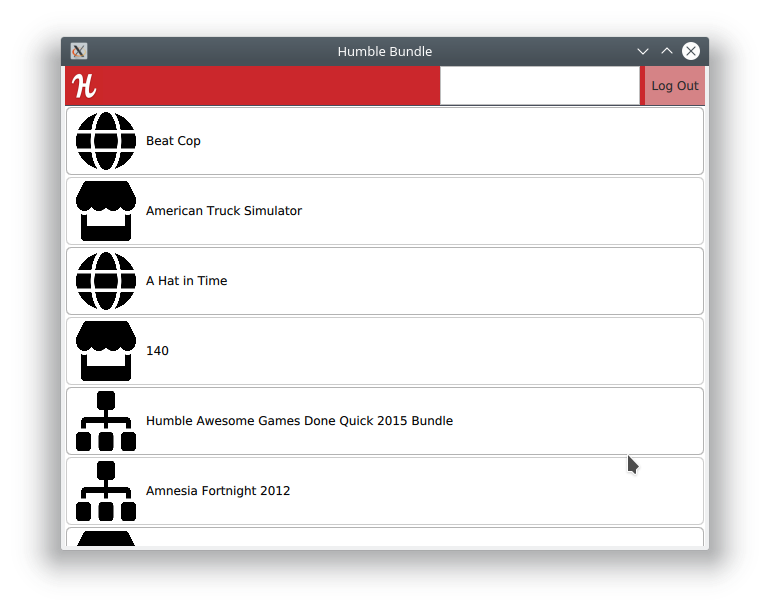 Humble Bundle
H
Log Out
Beat Cop
American Truck Simulator
A Hat in Time
140
Humble Awesome Games Done Quick 2015 Bundle
Amnesia Fortnight 2012